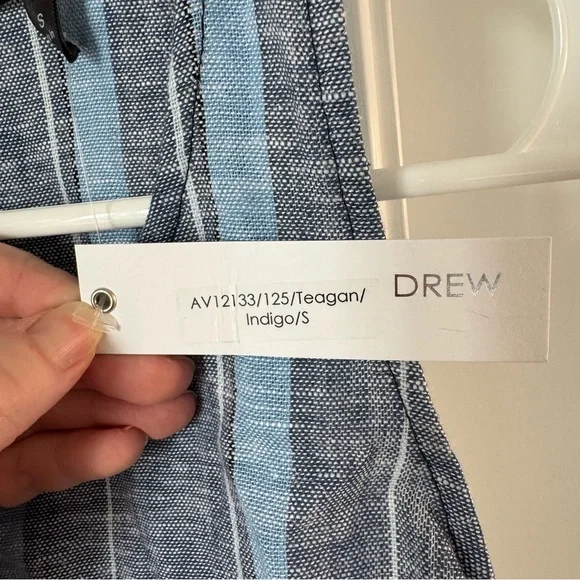 S
AV12133/125/Teagan/
Indigo/S
DREW